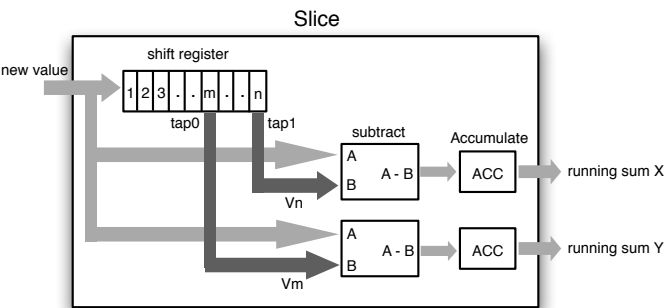 Slice
shift register
new value
1 2 3 . . m . . n
tap0 tap1
subtract
Accumulate
A
B
A - B
ACC
running sum X
Vn
A
B
A - B
ACC
running sum Y
Vm